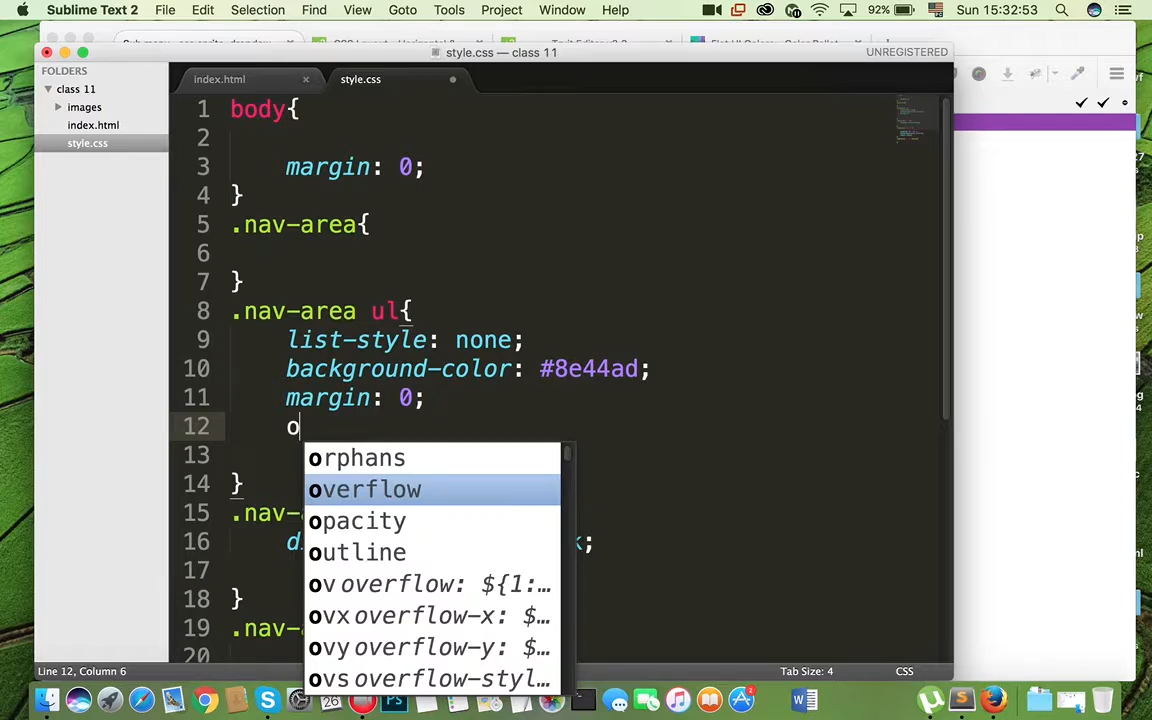 Sublime Text 2 File Edit Selection Find View Goto Tools Project Window Help 92% Sun 15:32:53
style.css — class 11 UNREGISTERED
FOLDERS
class 11
images
index.html
style.css
index.html style.css
1 body{
2
3 margin: 0;
4 }
5 .nav-area{
6
7 }
8 .nav-area ul{
9 list-style: none;
10 background-color: #8e44ad;
11 margin: 0;
12 o
13
14 }
15 .nav-
16 d k;
17
18 }
19 .nav-
20
orphans
overflow
opacity
outline
ov overflow: ${1:…
ovx overflow-x: $…
ovy overflow-y: $…
ovs overflow-styl…
Line 12, Column 6 Tab Size: 4 CSS